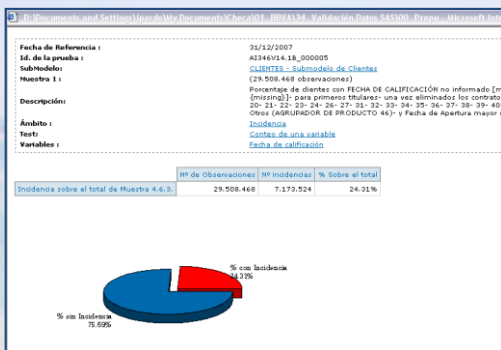 D:\Documents and Settings\jpardo\My Documents\Checa\01_BBVA\34_Validación Datos SAS\00_Propu - Microsoft Int
Fecha de Referencia : 31/12/2007
Id. de la prueba : AI346V14.18_000005
SubModelo: CLIENTES - Submodelo de Clientes
Muestra 1 : (29.508.468 observaciones)
Descripción: Porcentaje de clientes con FECHA DE CALIFICACIÓN no informado [m
{missing}]- para primeros titulares- una vez eliminados los contrato
20- 21- 22- 23- 24- 26- 27- 31- 32- 33- 34- 35- 36- 37- 38- 39- 40
Otros (AGRUPADOR DE PRODUCTO 46)- y Fecha de Apertura mayor
Ámbito : Incidencia
Test: Conteo de una variable
Variables : Fecha de calificación
Nº de Observaciones Nº incidencias % Sobre el total
Incidencia sobre el total de Muestra 4.6.3. 29.508.468 7.173.524 24.31%
% con Incidencia
24.31%
% sin Incidencia
75.69%